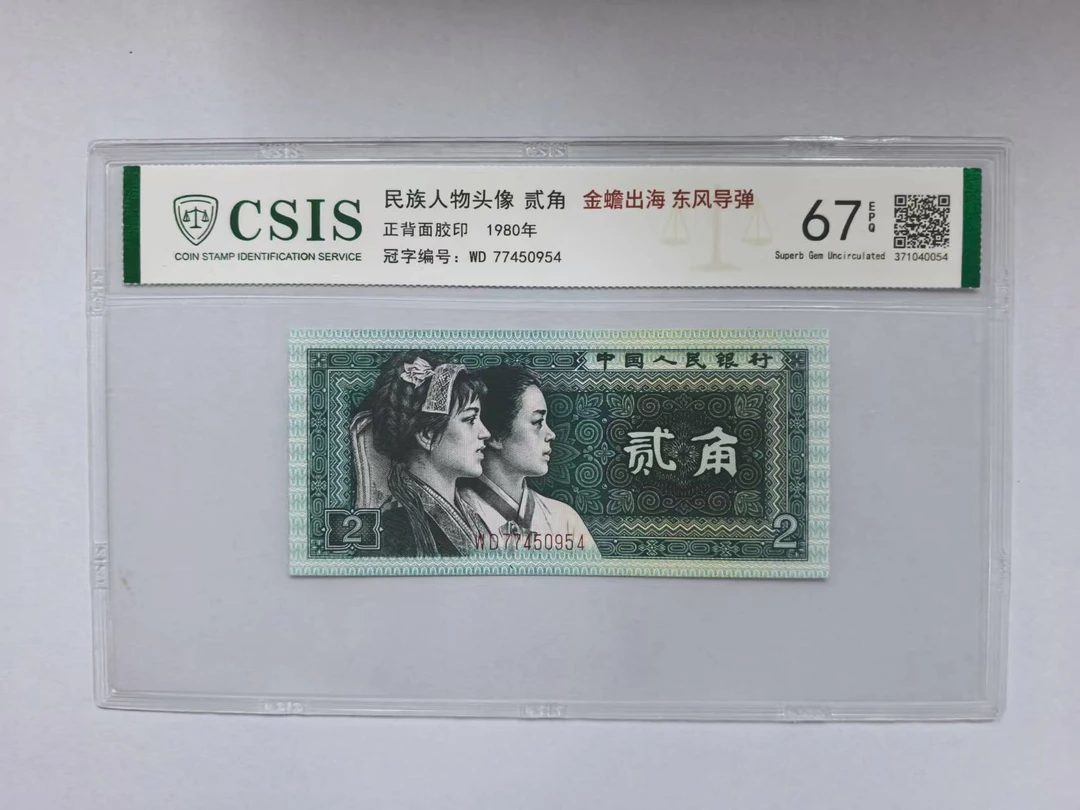 CSIS
COIN STAMP IDENTIFICATION SERVICE
民族人物头像 贰角 金蟾出海 东风导弹
正背面胶印 1980年
冠字编号: WD 77450954
67 EPQ
Superb Gem Uncirculated
371040054
中国人民银行
贰角
2
WD77450954
2